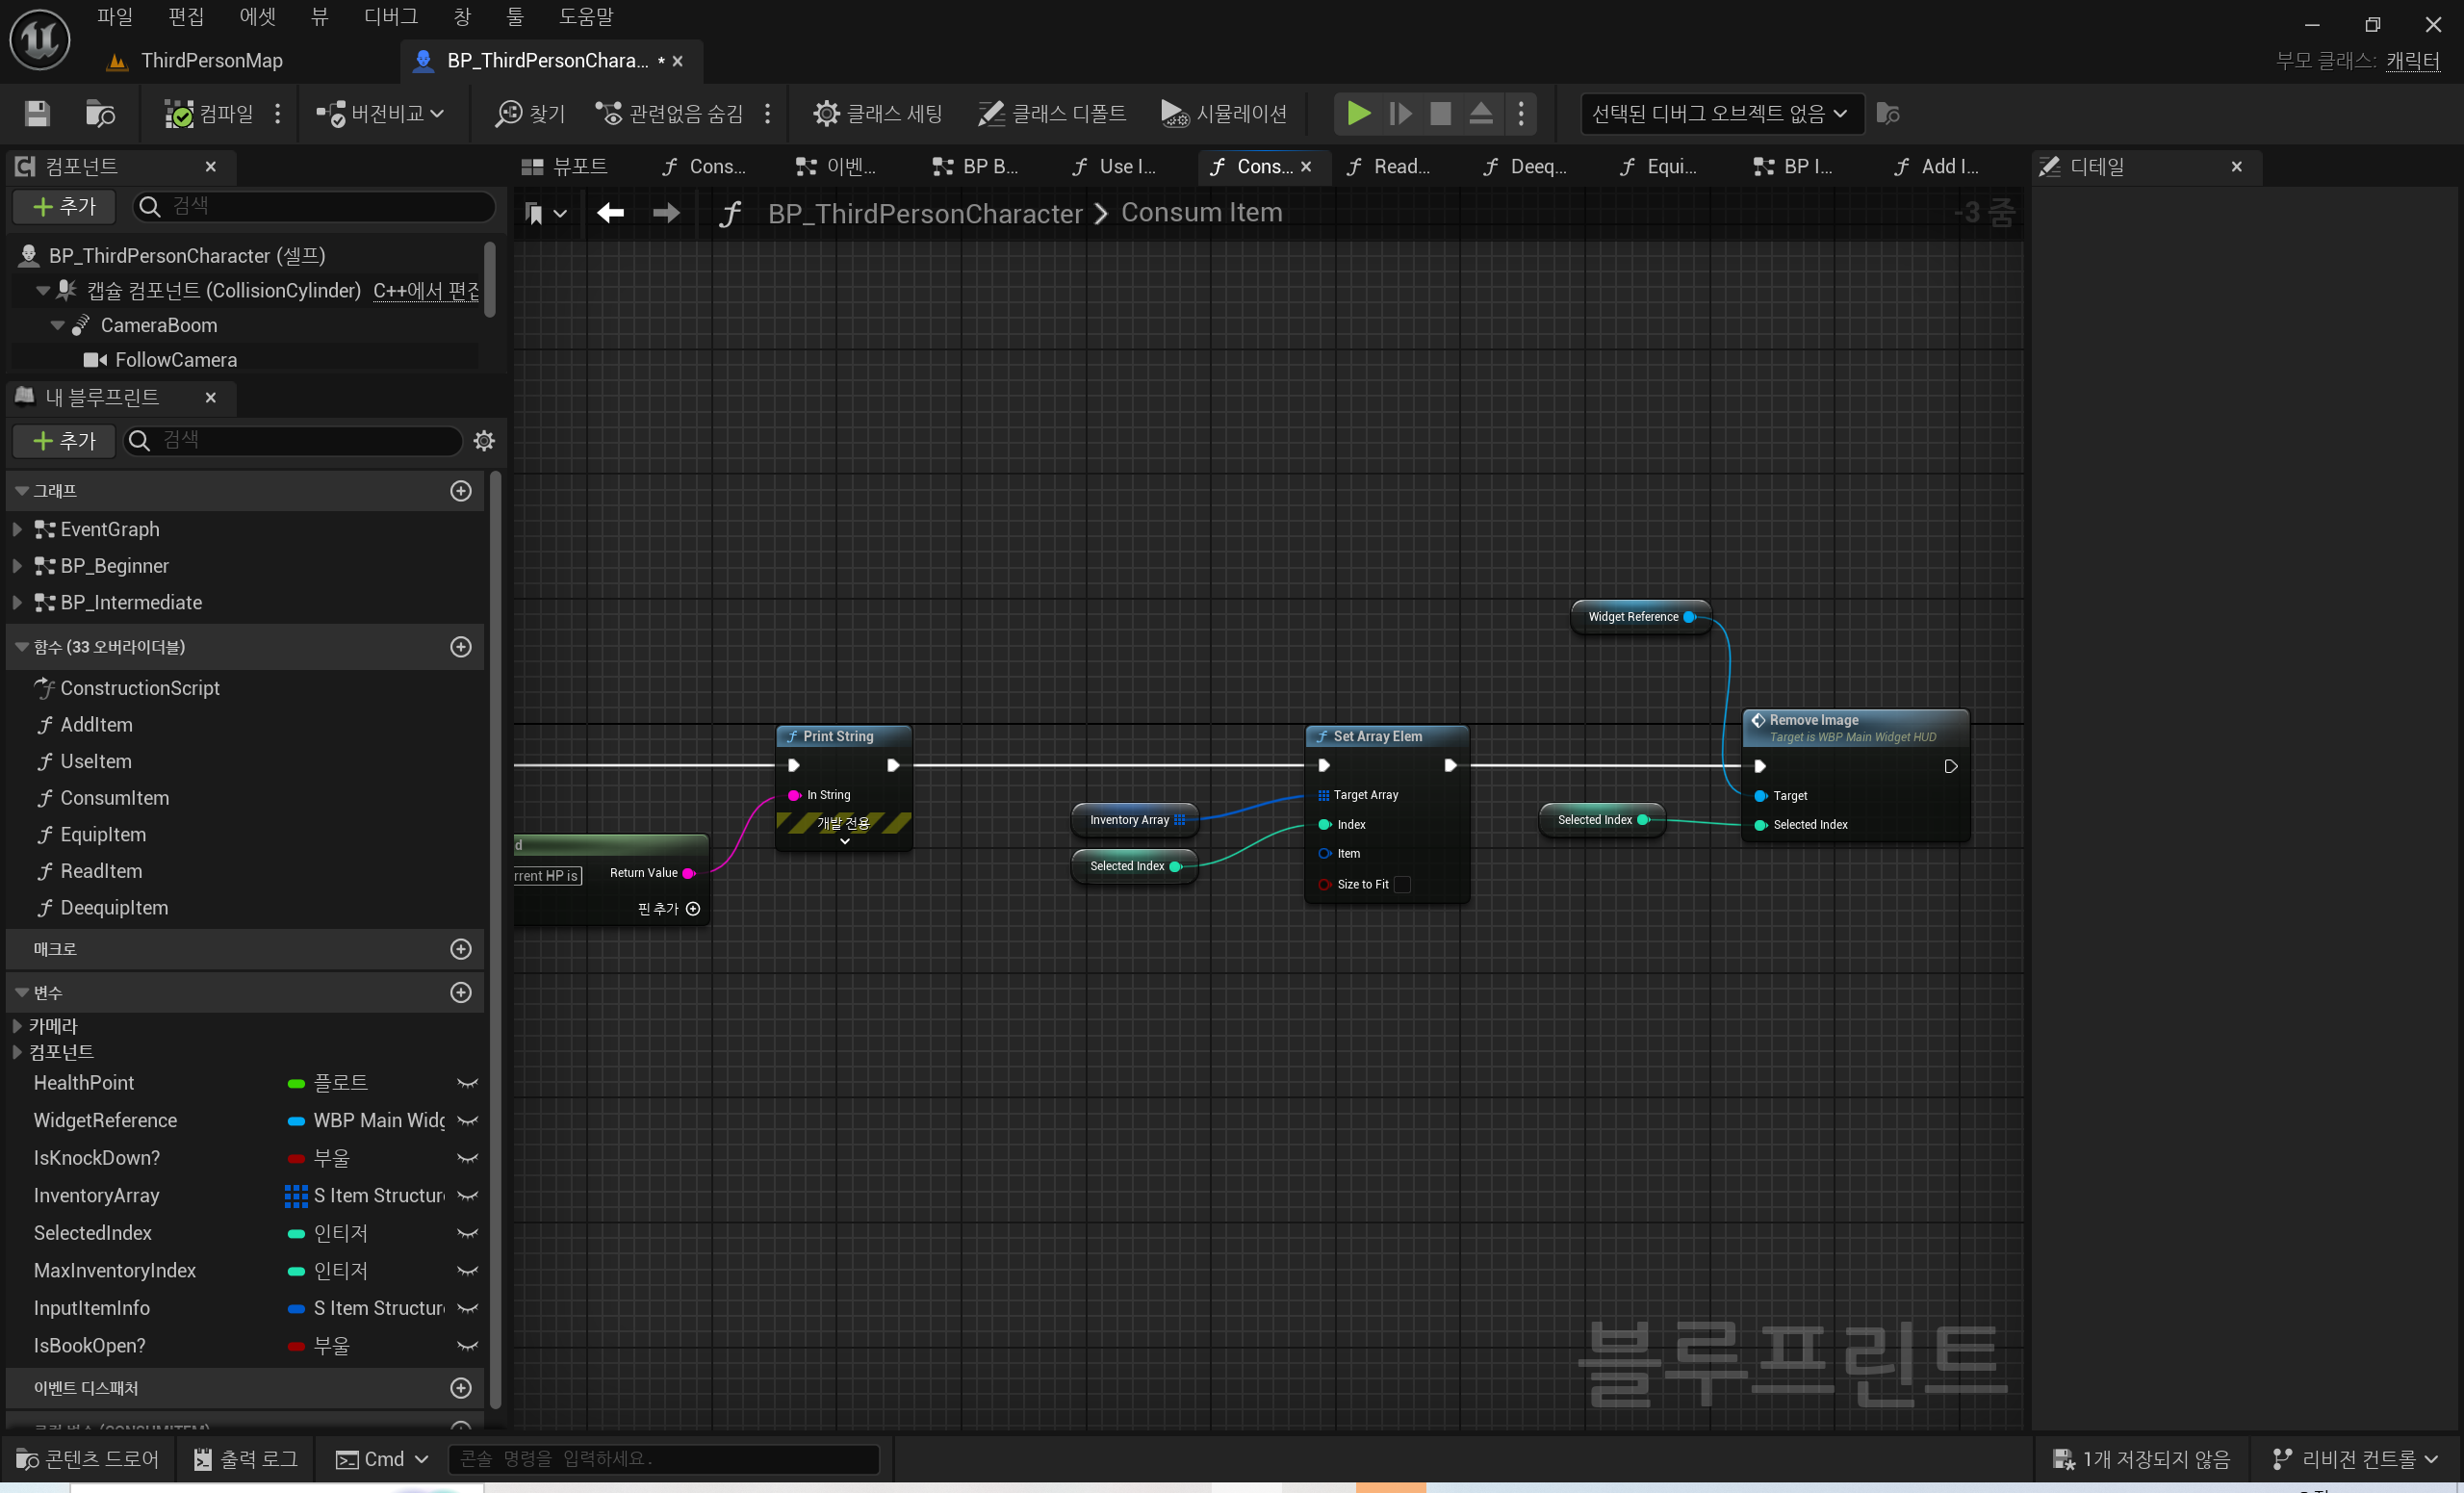 파일 편집 에셋 뷰 디버그 창 툴 도움말
ThirdPersonMap
BP_ThirdPersonChara... *
부모 클래스: 캐릭터
컴파일
버전비교
찾기
관련없음 숨김
클래스 세팅
클래스 디폴트
시뮬레이션
선택된 디버그 오브젝트 없음
컴포넌트
추가
검색
BP_ThirdPersonCharacter (셀프)
캡슐 컴포넌트 (CollisionCylinder) C++에서 편집
CameraBoom
FollowCamera
내 블루프린트
추가
검색
그래프
EventGraph
BP_Beginner
BP_Intermediate
함수 (33 오버라이더블)
ConstructionScript
AddItem
UseItem
ConsumItem
EquipItem
ReadItem
DeequipItem
매크로
변수
카메라
컴포넌트
HealthPoint 플로트
WidgetReference WBP Main Widg
IsKnockDown? 부울
InventoryArray S Item Structur
SelectedIndex 인티저
MaxInventoryIndex 인티저
InputItemInfo S Item Structur
IsBookOpen? 부울
이벤트 디스패처
뷰포트
Cons...
이벤...
BP B...
Use I...
Cons...
Read...
Deeq...
Equi...
BP I...
Add I...
BP_ThirdPersonCharacter > Consum Item
-3 줌
Widget Reference
Print String
In String
개발 전용
d
rrent HP is
Return Value
핀 추가
Inventory Array
Selected Index
Set Array Elem
Target Array
Index
Item
Size to Fit
Selected Index
Remove Image
Target is WBP Main Widget HUD
Target
Selected Index
블루프린트
디테일
콘텐츠 드로어
출력 로그
Cmd
콘솔 명령을 입력하세요.
1개 저장되지 않음
리비전 컨트롤